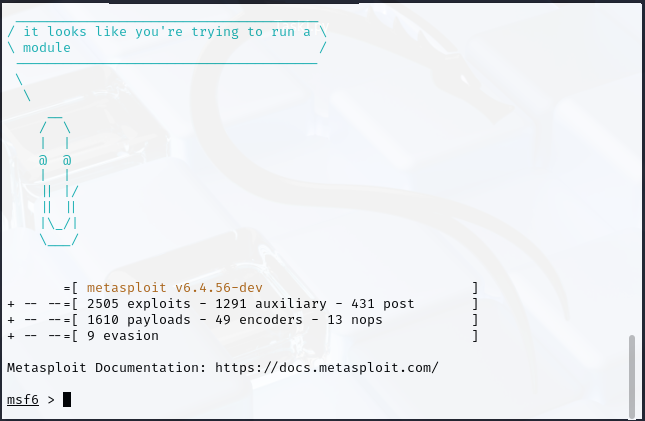 / it looks like you're trying to run a \
\ module                               /
\
\
__
/  \
|  |
@  @
|  |
|| |/
|| ||
|\_/|
\___/
=[ metasploit v6.4.56-dev                          ]
+ -- --=[ 2505 exploits - 1291 auxiliary - 431 post       ]
+ -- --=[ 1610 payloads - 49 encoders - 13 nops           ]
+ -- --=[ 9 evasion                                       ]
Metasploit Documentation: https://docs.metasploit.com/
msf6 >